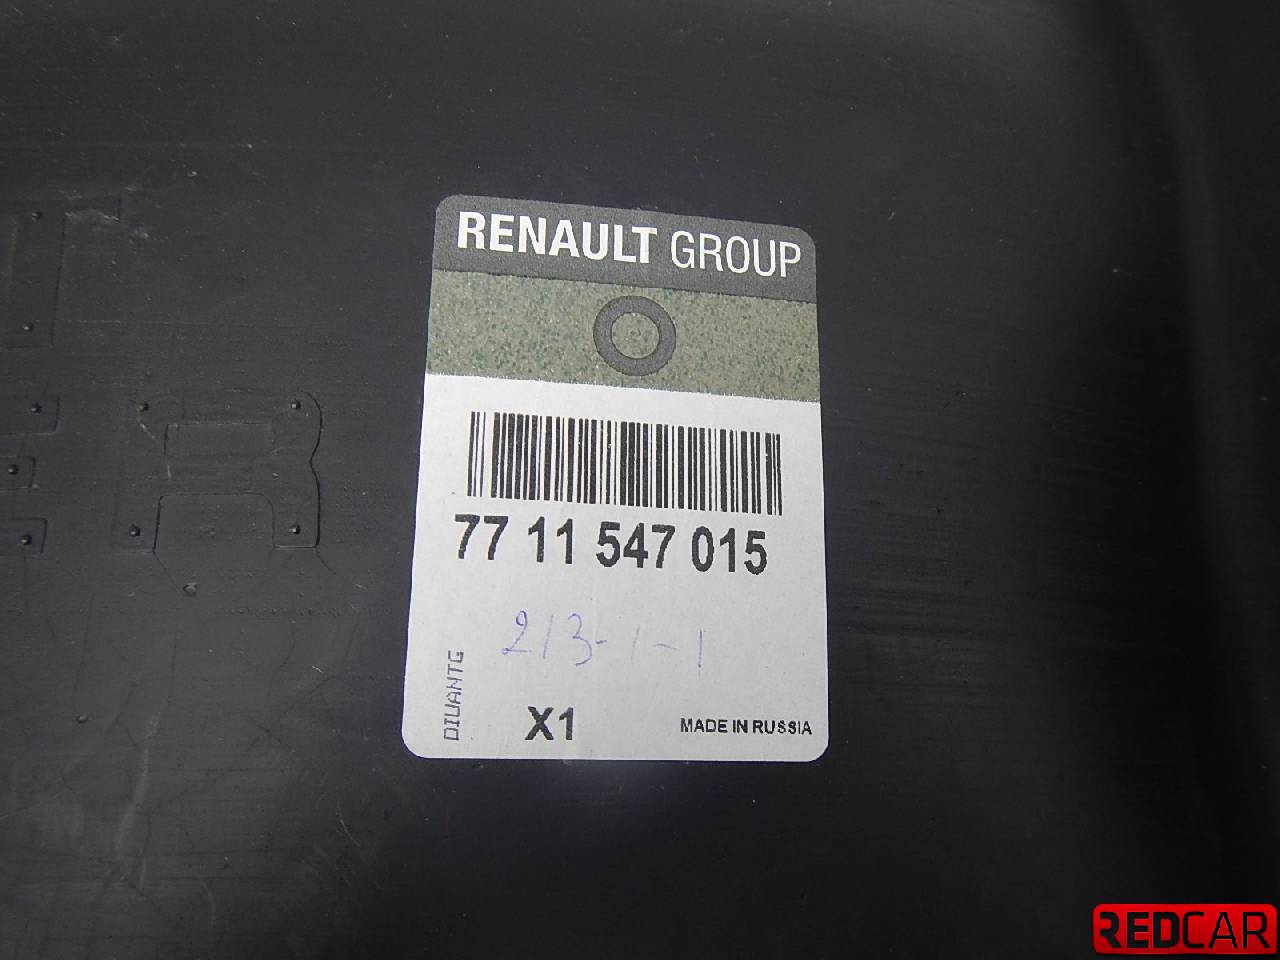 RENAULT GROUP
77 11 547 015
213-1-1
DIUANTG
X1
MADE IN RUSSIA
REDCAR